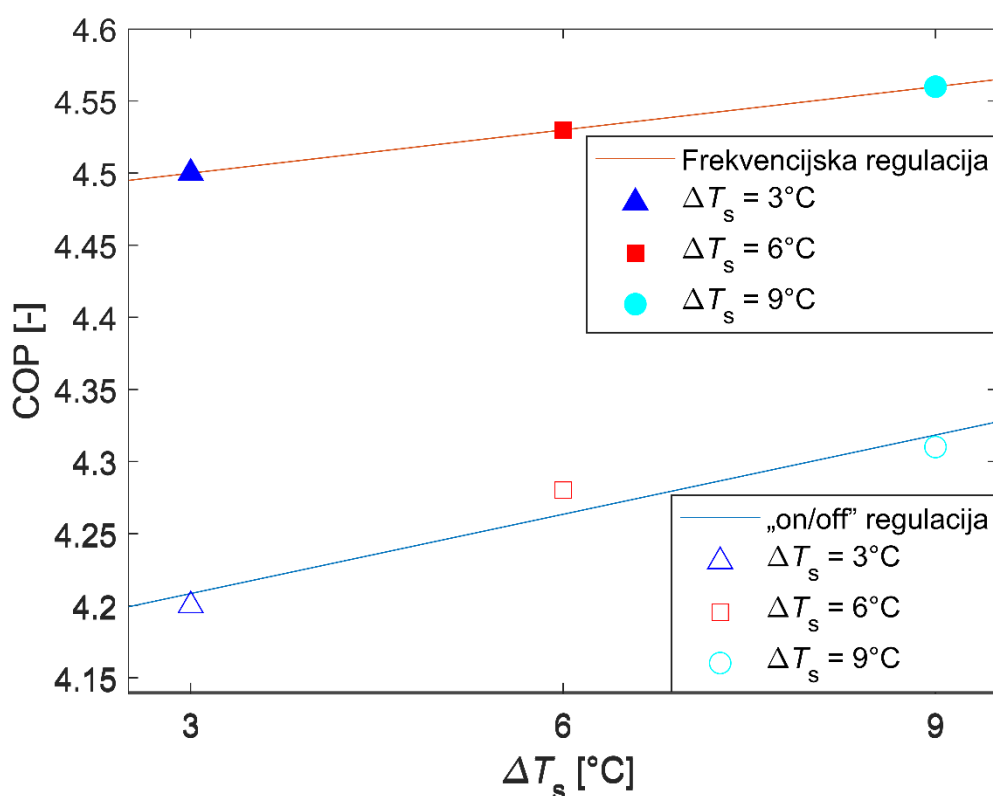 4.6
4.55
4.5
4.45
4.4
4.35
4.3
4.25
4.2
4.15
COP [-]
Frekvencijska regulacija
ΔTs = 3°C
ΔTs = 6°C
ΔTs = 9°C
„on/off” regulacija
ΔTs = 3°C
ΔTs = 6°C
ΔTs = 9°C
3 6 9
ΔTs [°C]